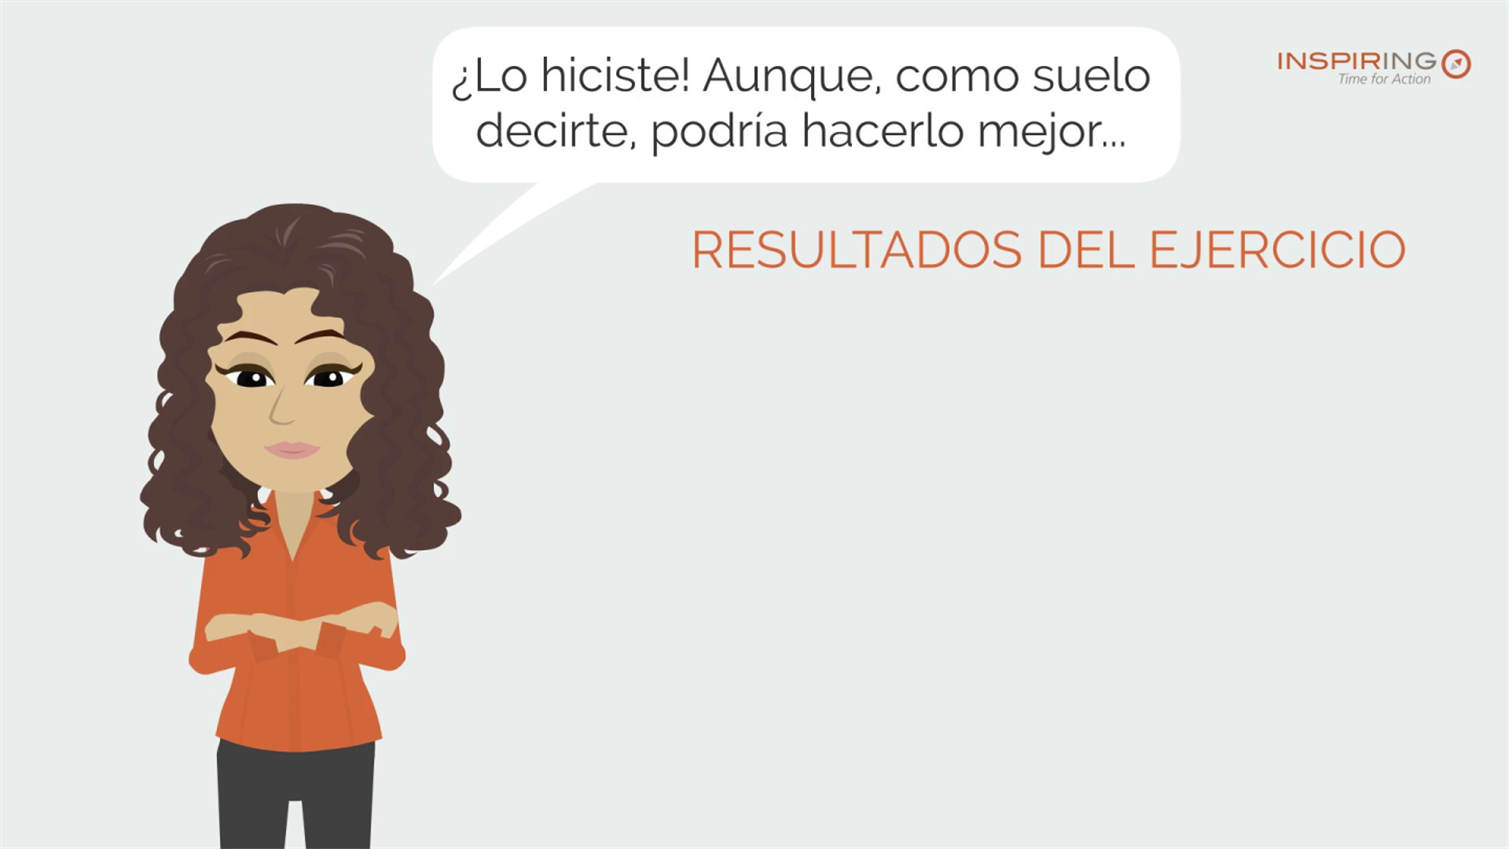 ¿Lo hiciste! Aunque, como suelo
decirte, podría hacerlo mejor...
INSPIRING
Time for Action
RESULTADOS DEL EJERCICIO